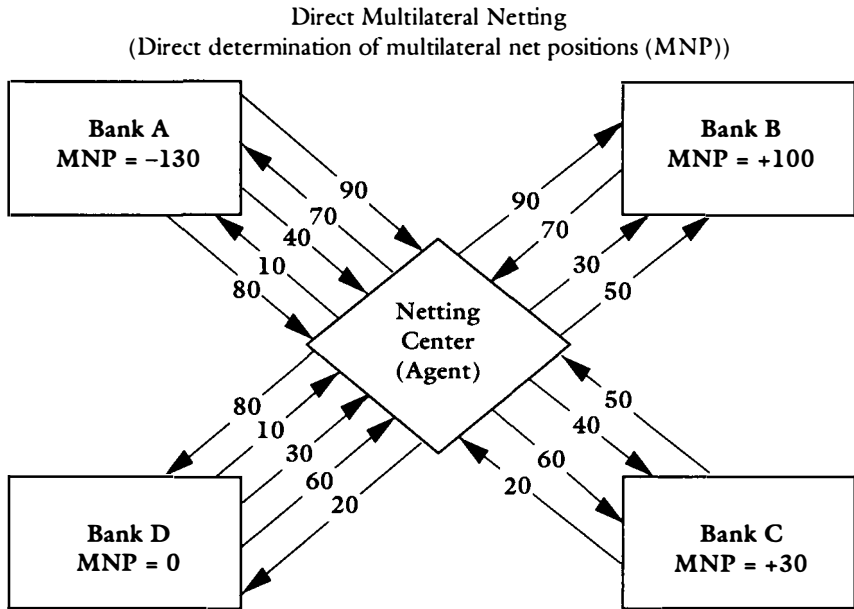 Direct Multilateral Netting
(Direct determination of multilateral net positions (MNP))
Bank A
MNP = –130
Bank B
MNP = +100
90
70
40
10
80
90
70
30
50
Netting
Center
(Agent)
80
10
30
60
20
50
40
60
20
Bank D
MNP = 0
Bank C
MNP = +30